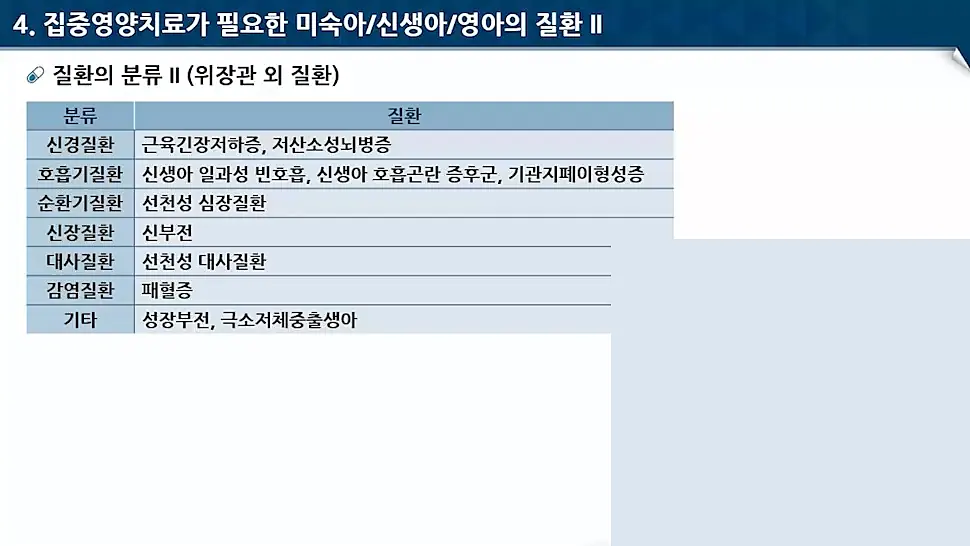 4. 집중영양치료가 필요한 미숙아/신생아/영아의 질환 II
질환의 분류 II (위장관 외 질환)
분류 질환
신경질환 근육긴장저하증, 저산소성뇌병증
호흡기질환 신생아 일과성 빈호흡, 신생아 호흡곤란 증후군, 기관지폐이형성증
순환기질환 선천성 심장질환
신장질환 신부전
대사질환 선천성 대사질환
감염질환 패혈증
기타 성장부전, 극소저체중출생아